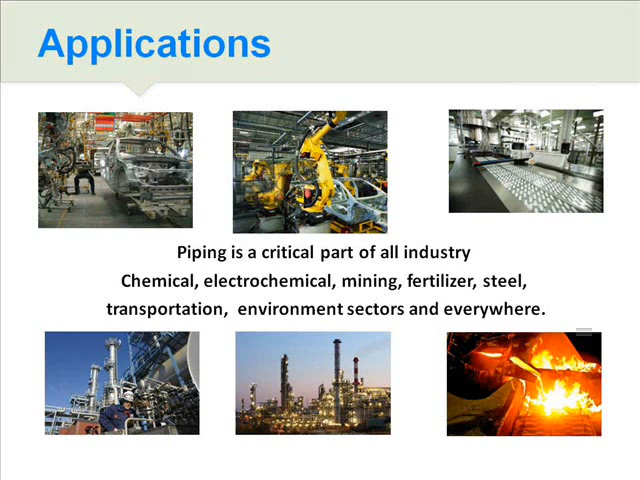 Applications
Piping is a critical part of all industry
Chemical, electrochemical, mining, fertilizer, steel,
transportation, environment sectors and everywhere.